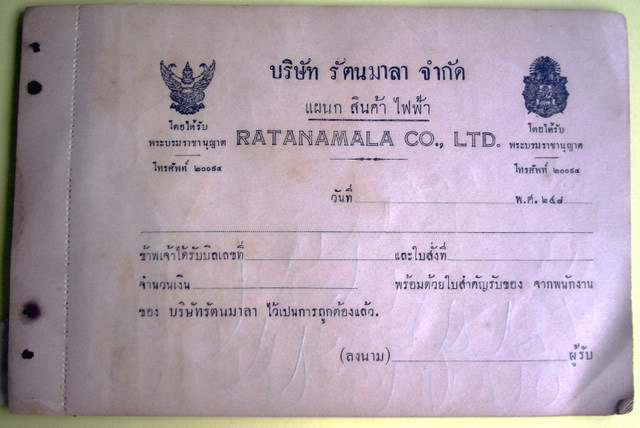 บริษัท รัตนมาลา จำกัด
แผนก สินค้า ไฟฟ้า
RATANAMALA CO., LTD.
โดยได้รับ
พระบรมราชานุญาต
โทรศัพท์ ๒๐๐๙๔
โดยได้รับ
พระบรมราชานุญาต
โทรศัพท์ ๒๐๐๙๔
วันที่ พ.ศ. ๒๔๗
ข้าพเจ้าได้รับบิลเลขที่ และใบสั่งที่
จำนวนเงิน พร้อมด้วยใบสำคัญรับของ จากพนักงาน
ของ บริษัทรัตนมาลา ไว้เปนการถูกต้องแล้ว.
(ลงนาม) ผู้รับ